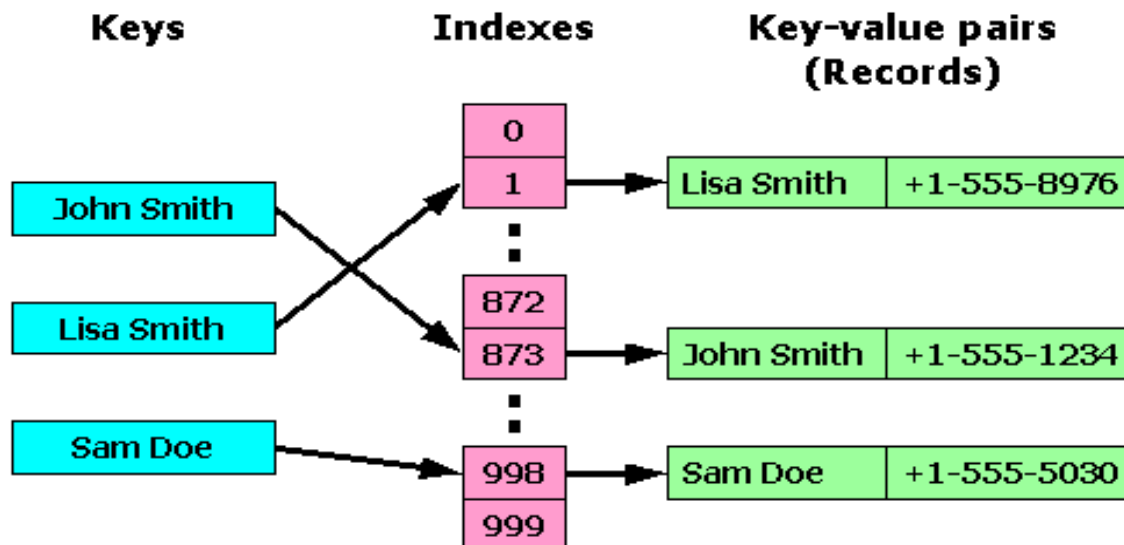 Keys
Indexes
Key-value pairs
(Records)
0
1
Lisa Smith
+1-555-8976
John Smith
Lisa Smith
872
873
John Smith
+1-555-1234
Sam Doe
998
Sam Doe
+1-555-5030
999